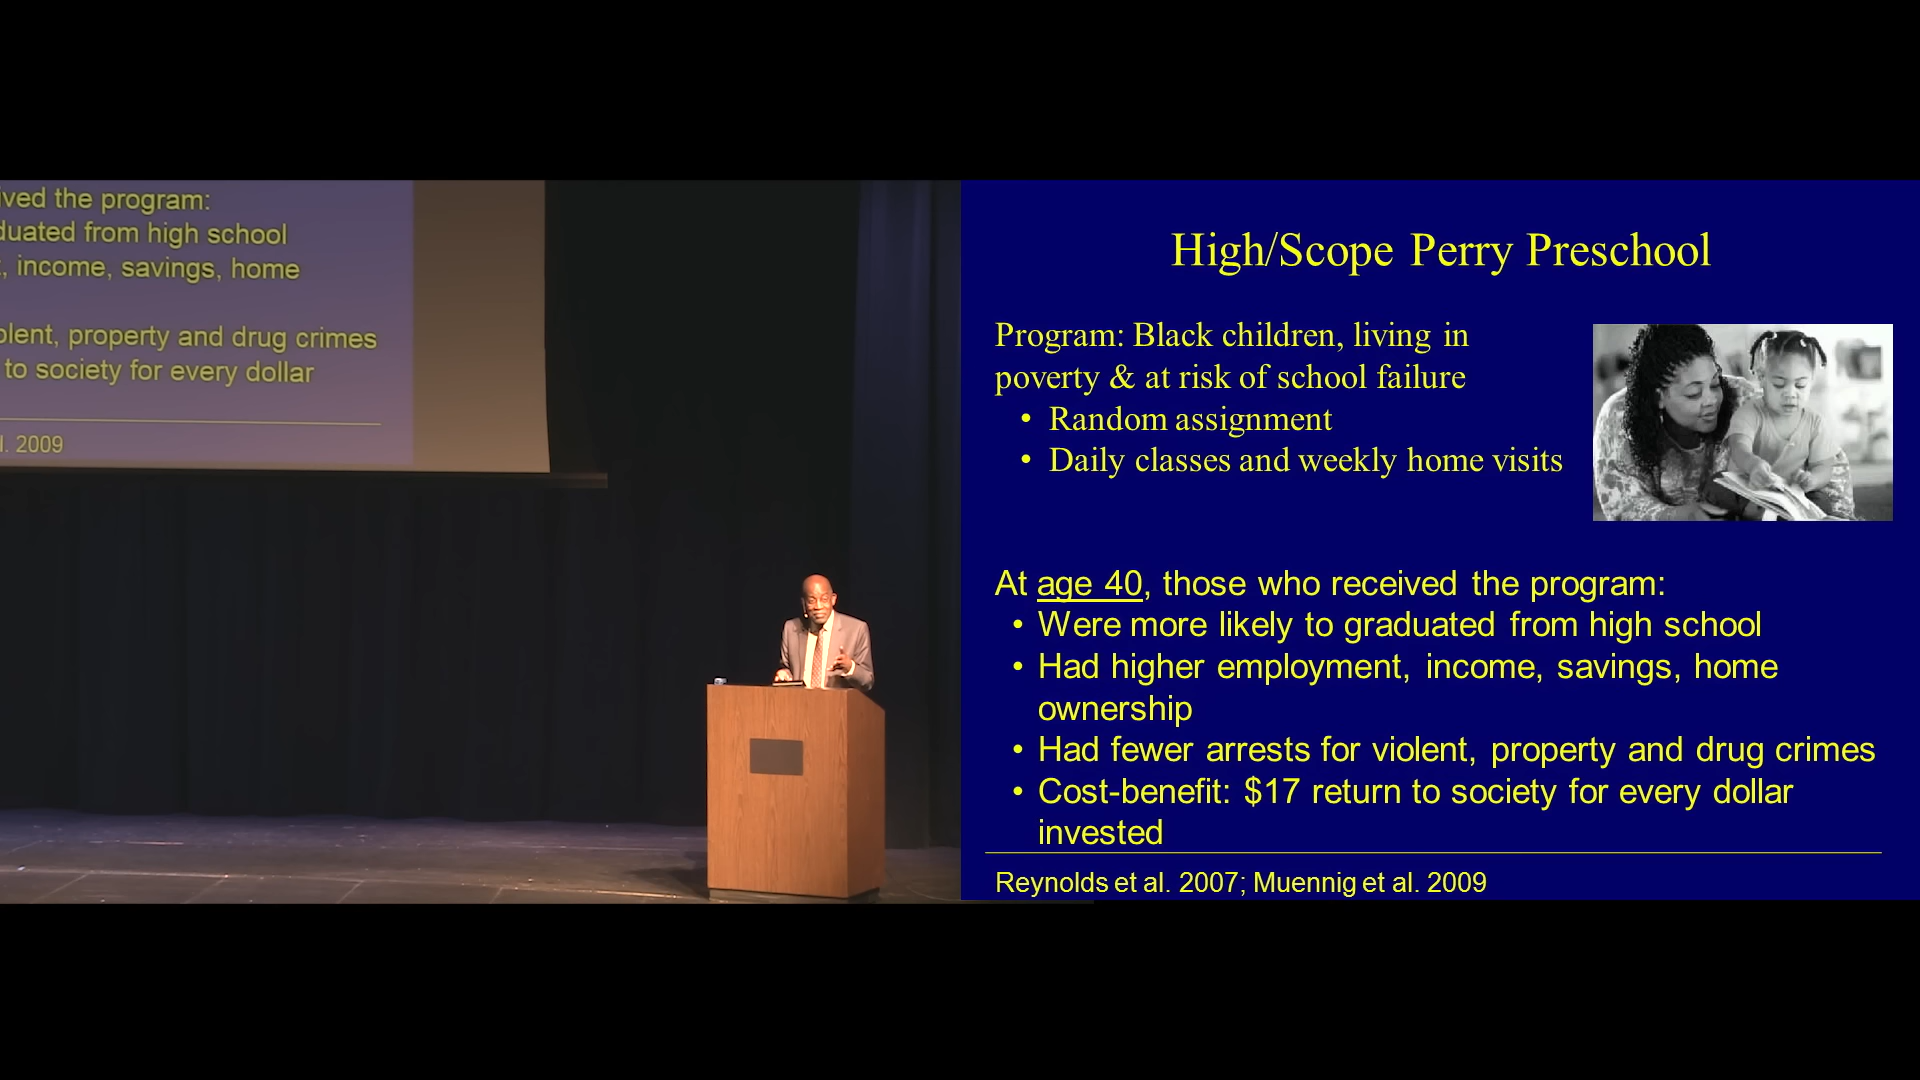 ived the program:
duated from high school
, income, savings, home
olent, property and drug crimes
to society for every dollar
l. 2009
High/Scope Perry Preschool
Program: Black children, living in
poverty & at risk of school failure
• Random assignment
• Daily classes and weekly home visits
At age 40, those who received the program:
• Were more likely to graduated from high school
• Had higher employment, income, savings, home
ownership
• Had fewer arrests for violent, property and drug crimes
• Cost-benefit: $17 return to society for every dollar
invested
Reynolds et al. 2007; Muennig et al. 2009